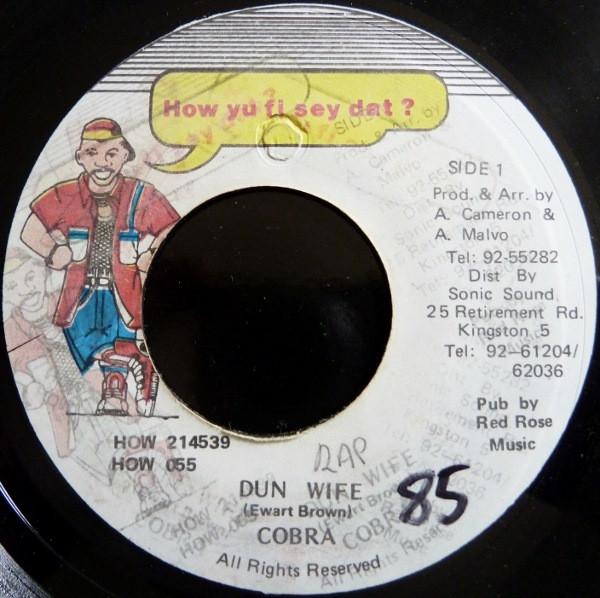 How yu fi sey dat ?
SIDE 1
Prod. & Arr. by
A. Cameron &
A. Malvo
Tel: 92-55282
Dist By
Sonic Sound
25 Retirement Rd.
Kingston 5
Tel: 92-61204/
62036
Pub by
Red Rose
Music
HOW 214539
HOW 055
RAP
DUN WIFE
85
(Ewart Brown)
COBRA
All Rights Reserved